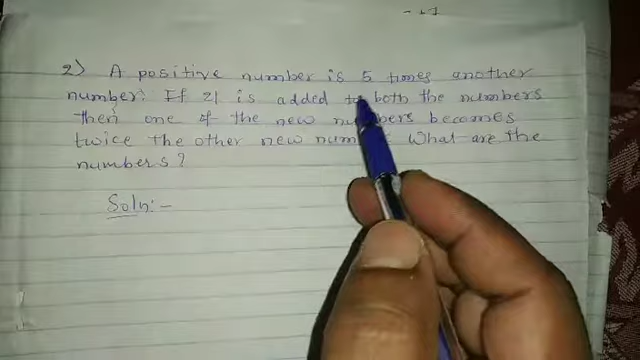 2) A positive number is 5 times another
number. If 21 is added to both the numbers
then one of the new numbers becomes
twice the other new What are the
numbers?
Soln:-